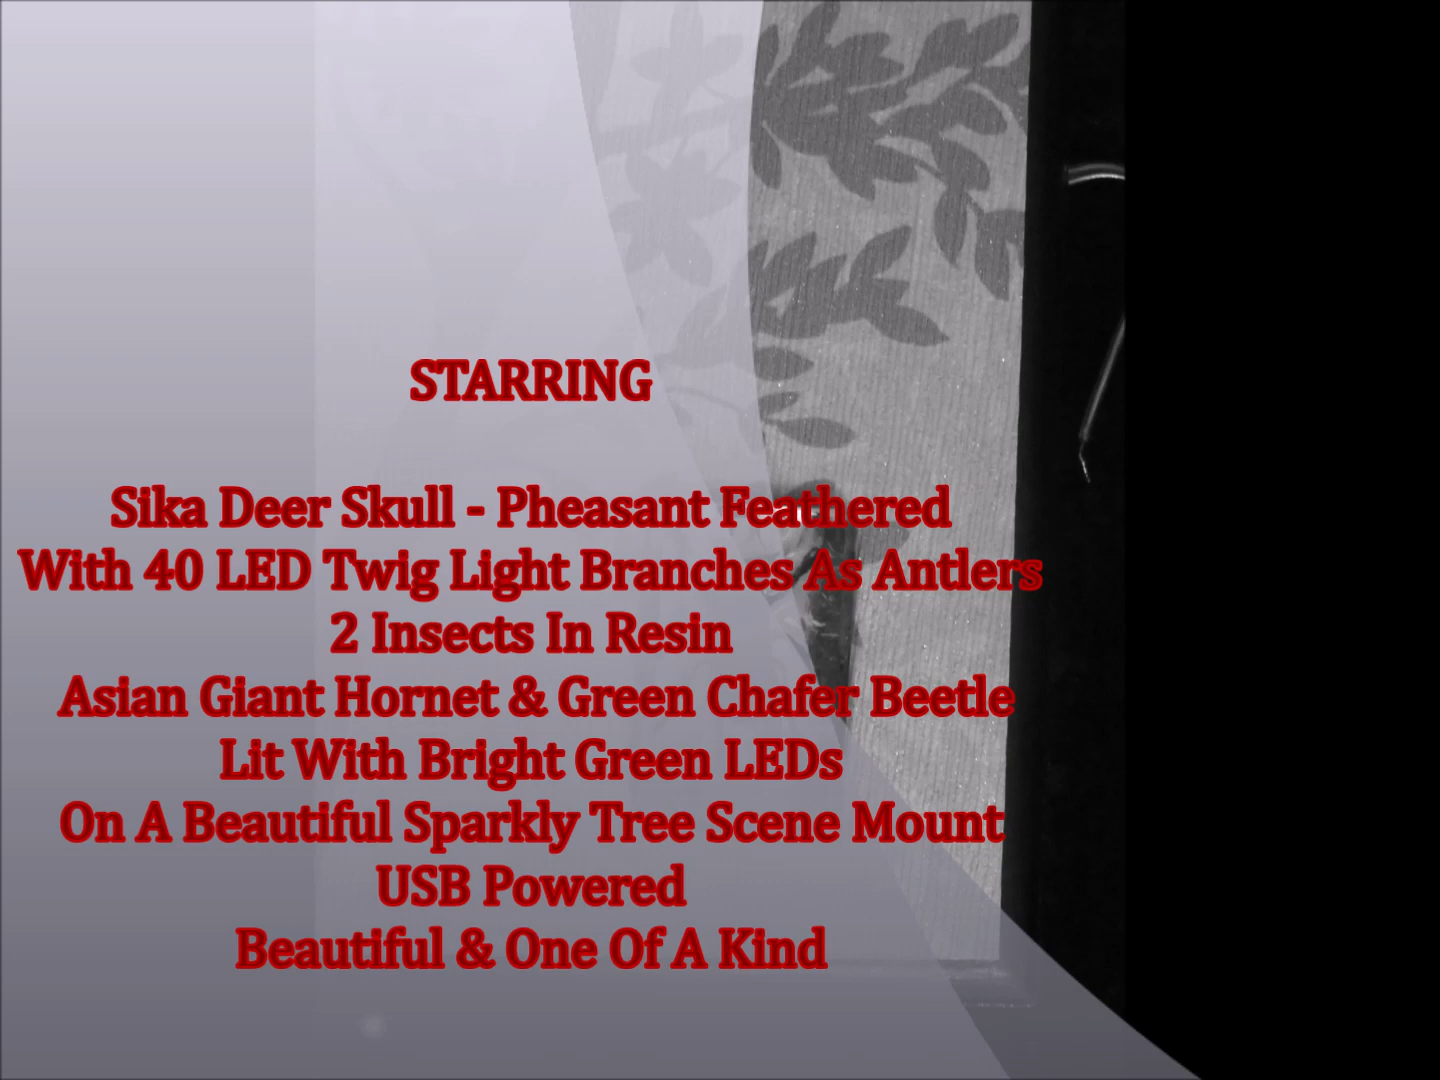 STARRING
Sika Deer Skull - Pheasant Feathered
With 40 LED Twig Light Branches As Antlers
2 Insects In Resin
Asian Giant Hornet & Green Chafer Beetle
Lit With Bright Green LEDs
On A Beautiful Sparkly Tree Scene Mount
USB Powered
Beautiful & One Of A Kind